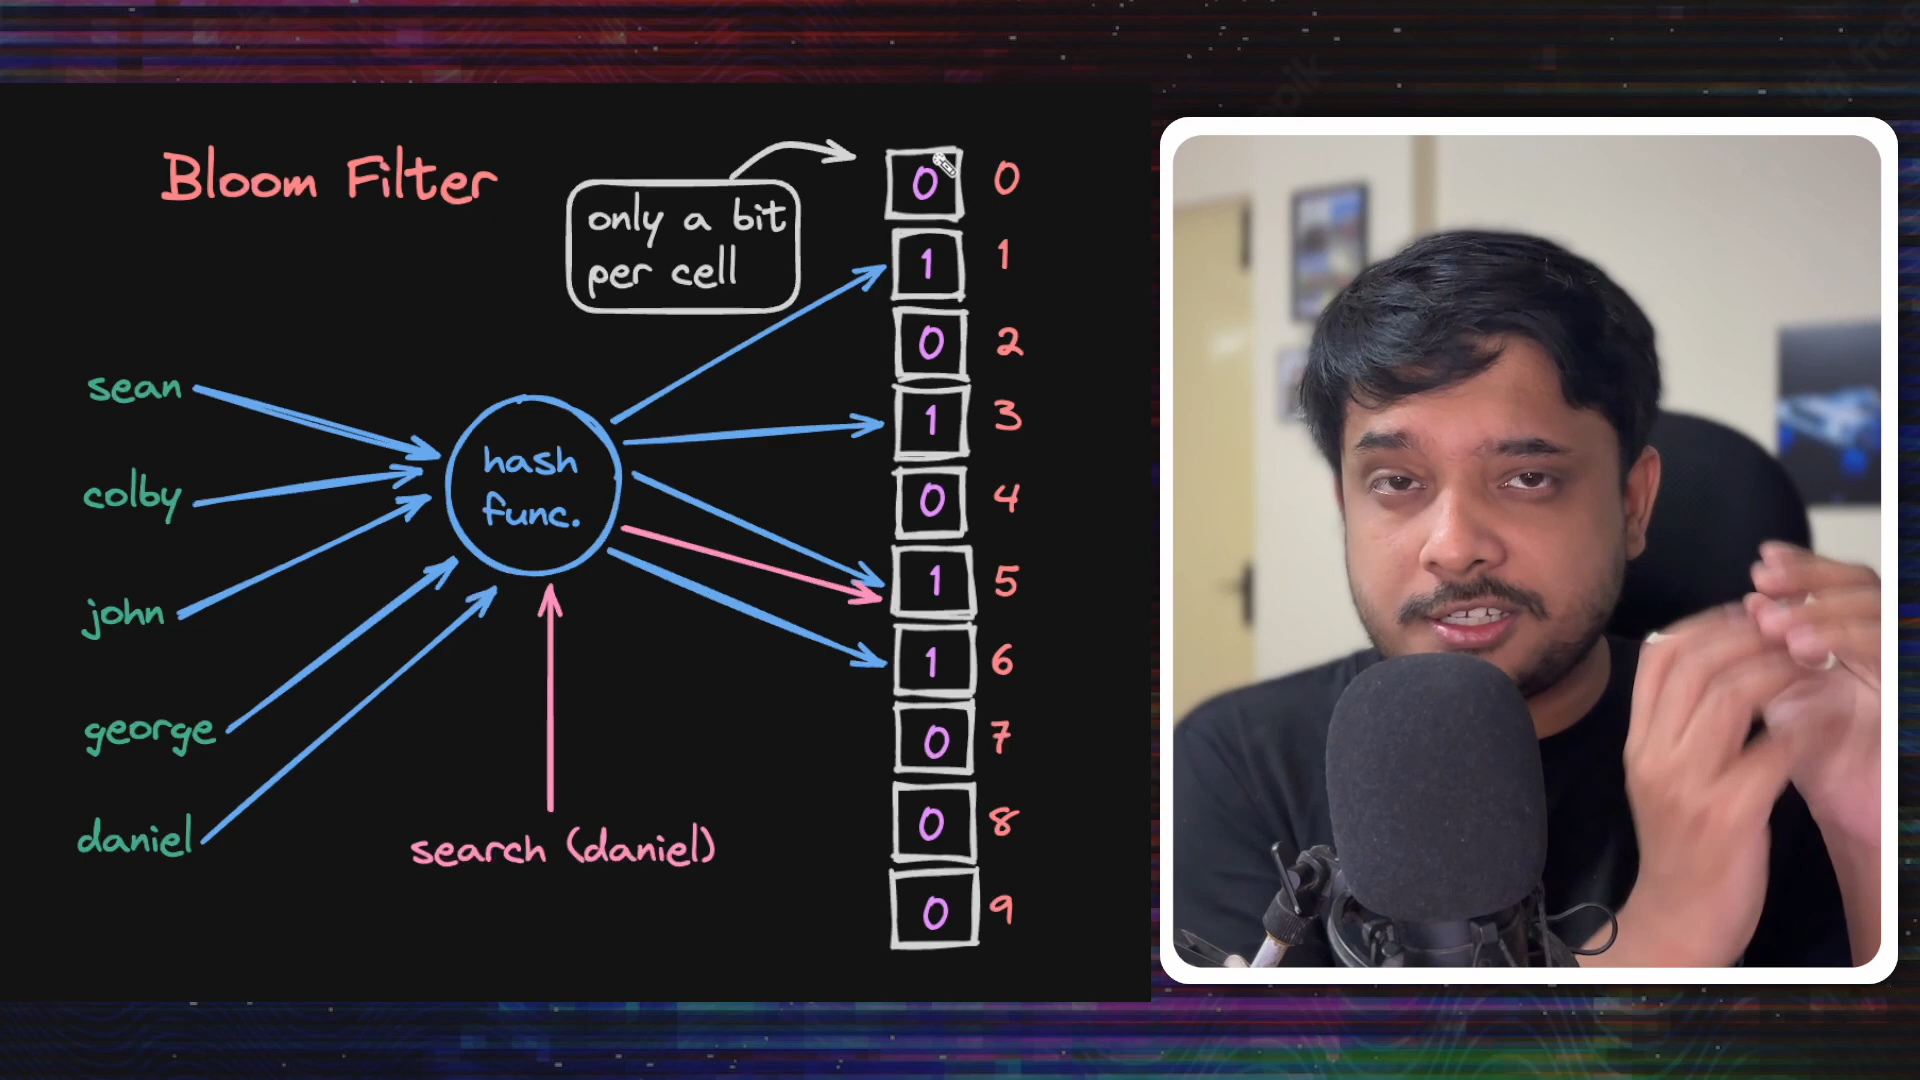 Bloom Filter
only a bit
per cell
sean
colby
john
george
daniel
hash
func.
search (daniel)
0 0
1 1
0 2
1 3
0 4
1 5
1 6
0 7
0 8
0 9